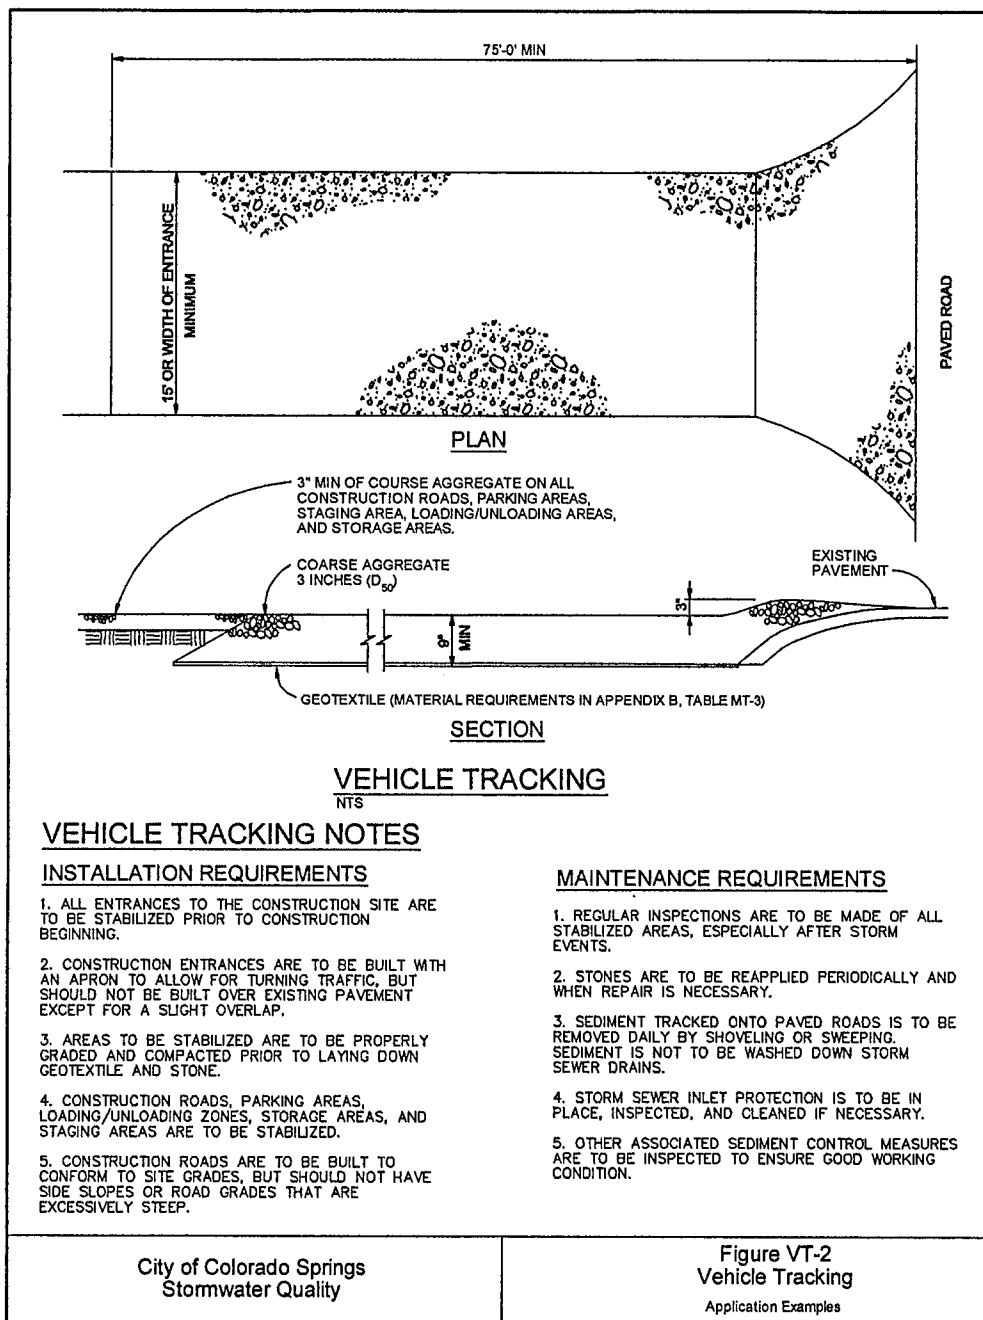 75'-0' MIN
15' OR WIDTH OF ENTRANCE
MINIMUM
PAVED ROAD
PLAN
3" MIN OF COURSE AGGREGATE ON ALL
CONSTRUCTION ROADS, PARKING AREAS,
STAGING AREA, LOADING/UNLOADING AREAS,
AND STORAGE AREAS.
COARSE AGGREGATE
3 INCHES (D50)
EXISTING
PAVEMENT
3"
9"
MIN
GEOTEXTILE (MATERIAL REQUIREMENTS IN APPENDIX B, TABLE MT-3)
SECTION
VEHICLE TRACKING
NTS
VEHICLE TRACKING NOTES
INSTALLATION REQUIREMENTS
1. ALL ENTRANCES TO THE CONSTRUCTION SITE ARE
TO BE STABILIZED PRIOR TO CONSTRUCTION
BEGINNING.
2. CONSTRUCTION ENTRANCES ARE TO BE BUILT WITH
AN APRON TO ALLOW FOR TURNING TRAFFIC, BUT
SHOULD NOT BE BUILT OVER EXISTING PAVEMENT
EXCEPT FOR A SLIGHT OVERLAP.
3. AREAS TO BE STABILIZED ARE TO BE PROPERLY
GRADED AND COMPACTED PRIOR TO LAYING DOWN
GEOTEXTILE AND STONE.
4. CONSTRUCTION ROADS, PARKING AREAS,
LOADING/UNLOADING ZONES, STORAGE AREAS, AND
STAGING AREAS ARE TO BE STABILIZED.
5. CONSTRUCTION ROADS ARE TO BE BUILT TO
CONFORM TO SITE GRADES, BUT SHOULD NOT HAVE
SIDE SLOPES OR ROAD GRADES THAT ARE
EXCESSIVELY STEEP.
MAINTENANCE REQUIREMENTS
1. REGULAR INSPECTIONS ARE TO BE MADE OF ALL
STABILIZED AREAS, ESPECIALLY AFTER STORM
EVENTS.
2. STONES ARE TO BE REAPPLIED PERIODICALLY AND
WHEN REPAIR IS NECESSARY.
3. SEDIMENT TRACKED ONTO PAVED ROADS IS TO BE
REMOVED DAILY BY SHOVELING OR SWEEPING.
SEDIMENT IS NOT TO BE WASHED DOWN STORM
SEWER DRAINS.
4. STORM SEWER INLET PROTECTION IS TO BE IN
PLACE, INSPECTED, AND CLEANED IF NECESSARY.
5. OTHER ASSOCIATED SEDIMENT CONTROL MEASURES
ARE TO BE INSPECTED TO ENSURE GOOD WORKING
CONDITION.
City of Colorado Springs
Stormwater Quality
Figure VT-2
Vehicle Tracking
Application Examples